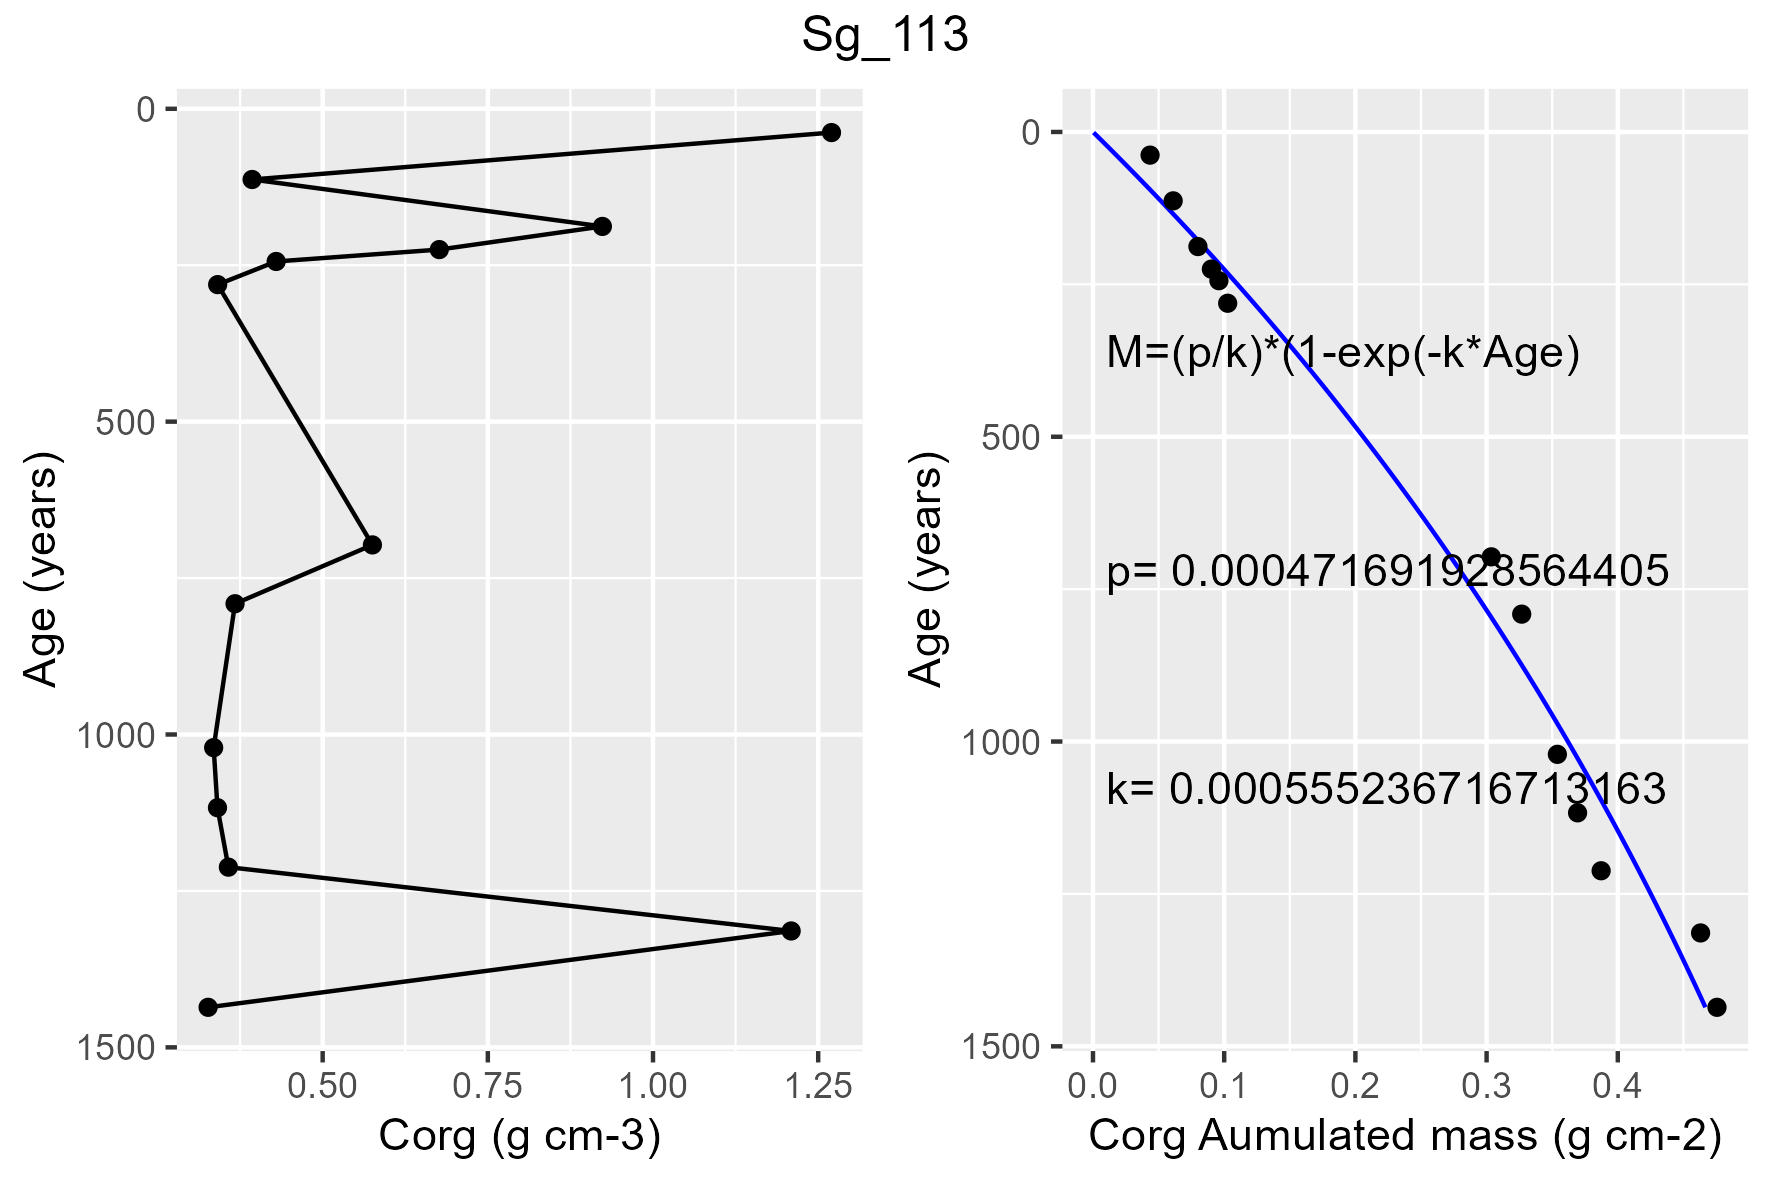 Sg_113
0
500
1000
1500
Age (years)
0.50 0.75 1.00 1.25
Corg (g cm-3)
0
500
1000
1500
Age (years)
M=(p/k)*(1-exp(-k*Age)
p= 0.000471691928564405
k= 0.000555236716713163
0.0 0.1 0.2 0.3 0.4
Corg Aumulated mass (g cm-2)